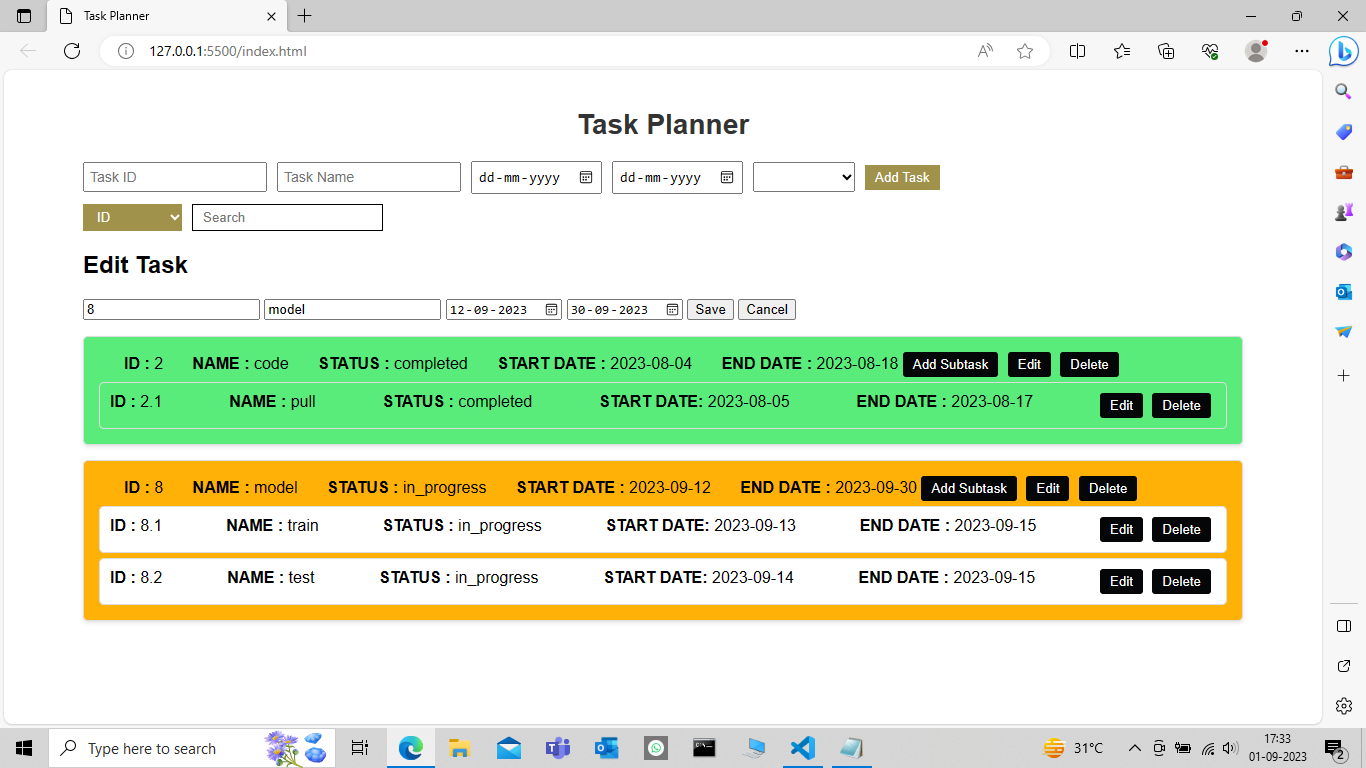 Task Planner
127.0.0.1:5500/index.html
Task Planner
Task ID Task Name dd-mm-yyyy dd-mm-yyyy Add Task
ID Search
Edit Task
8 model 12-09-2023 30-09-2023 Save Cancel
ID : 2 NAME : code STATUS : completed START DATE : 2023-08-04 END DATE : 2023-08-18 Add Subtask Edit Delete
ID : 2.1 NAME : pull STATUS : completed START DATE: 2023-08-05 END DATE : 2023-08-17 Edit Delete
ID : 8 NAME : model STATUS : in_progress START DATE : 2023-09-12 END DATE : 2023-09-30 Add Subtask Edit Delete
ID : 8.1 NAME : train STATUS : in_progress START DATE: 2023-09-13 END DATE : 2023-09-15 Edit Delete
ID : 8.2 NAME : test STATUS : in_progress START DATE: 2023-09-14 END DATE : 2023-09-15 Edit Delete
Type here to search 31°C 17:33
01-09-2023 2